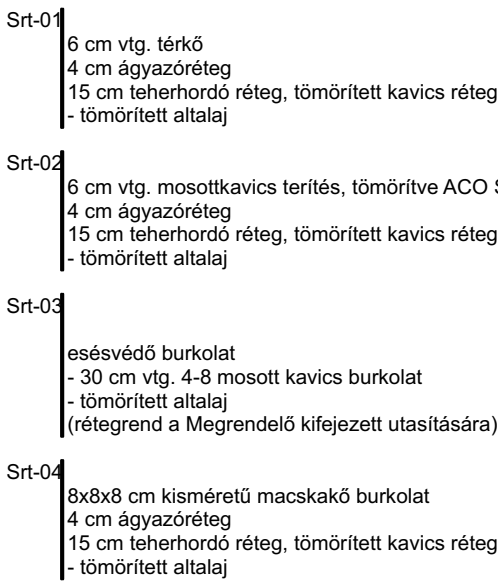 Srt-01
6 cm vtg. térkő
4 cm ágyazóréteg
15 cm teherhordó réteg, tömörített kavics réteg
- tömörített altalaj
Srt-02
6 cm vtg. mosottkavics terítés, tömörítve ACO
4 cm ágyazóréteg
15 cm teherhordó réteg, tömörített kavics réteg
- tömörített altalaj
Srt-03
esésvédő burkolat
- 30 cm vtg. 4-8 mosott kavics burkolat
- tömörített altalaj
(rétegrend a Megrendelő kifejezett utasítására)
Srt-04
8x8x8 cm kisméretű macskakő burkolat
4 cm ágyazóréteg
15 cm teherhordó réteg, tömörített kavics réteg
- tömörített altalaj